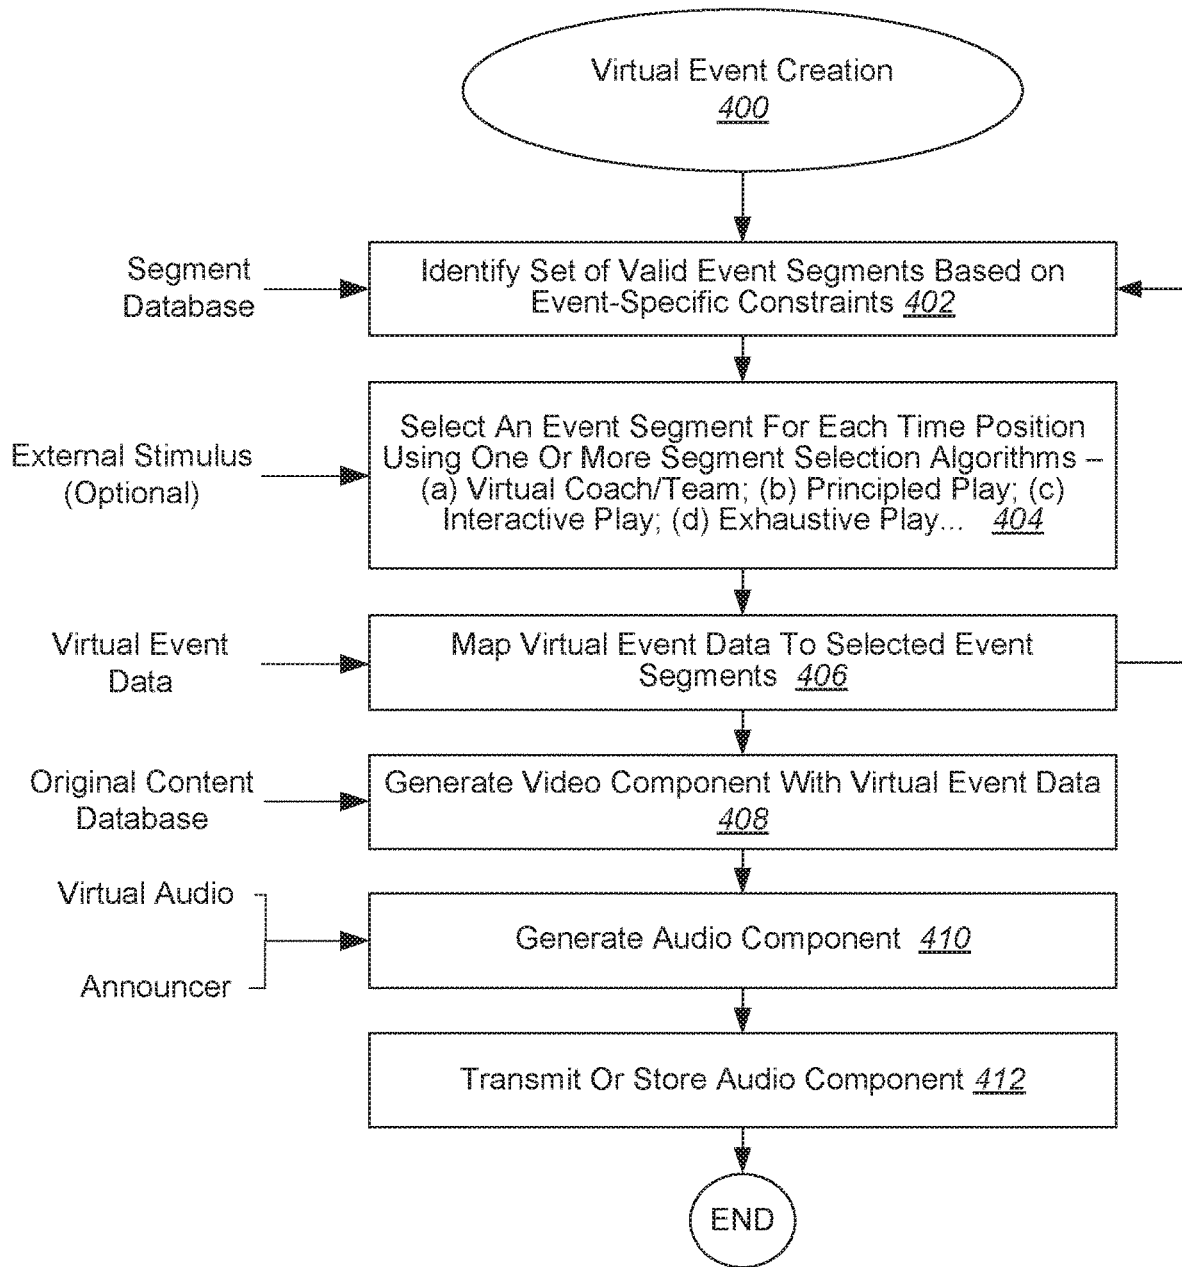 Virtual Event Creation
400
Segment
Database
Identify Set of Valid Event Segments Based on
Event-Specific Constraints 402
External Stimulus
(Optional)
Select An Event Segment For Each Time Position
Using One Or More Segment Selection Algorithms –
(a) Virtual Coach/Team; (b) Principled Play; (c)
Interactive Play; (d) Exhaustive Play... 404
Virtual Event
Data
Map Virtual Event Data To Selected Event
Segments 406
Original Content
Database
Generate Video Component With Virtual Event Data
408
Virtual Audio
Announcer
Generate Audio Component 410
Transmit Or Store Audio Component 412
END